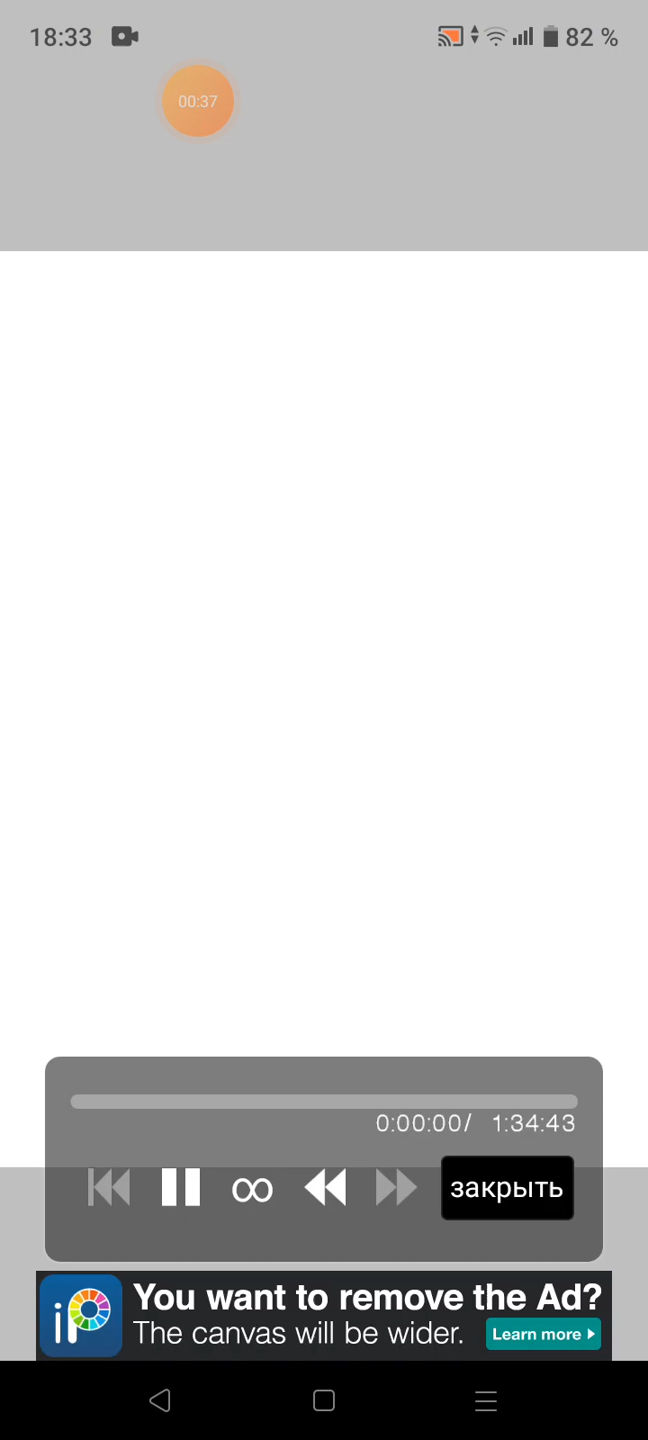 18:33
82 %
00:37
0:00:00/ 1:34:43
закрыть
iP
You want to remove the Ad?
The canvas will be wider.
Learn more